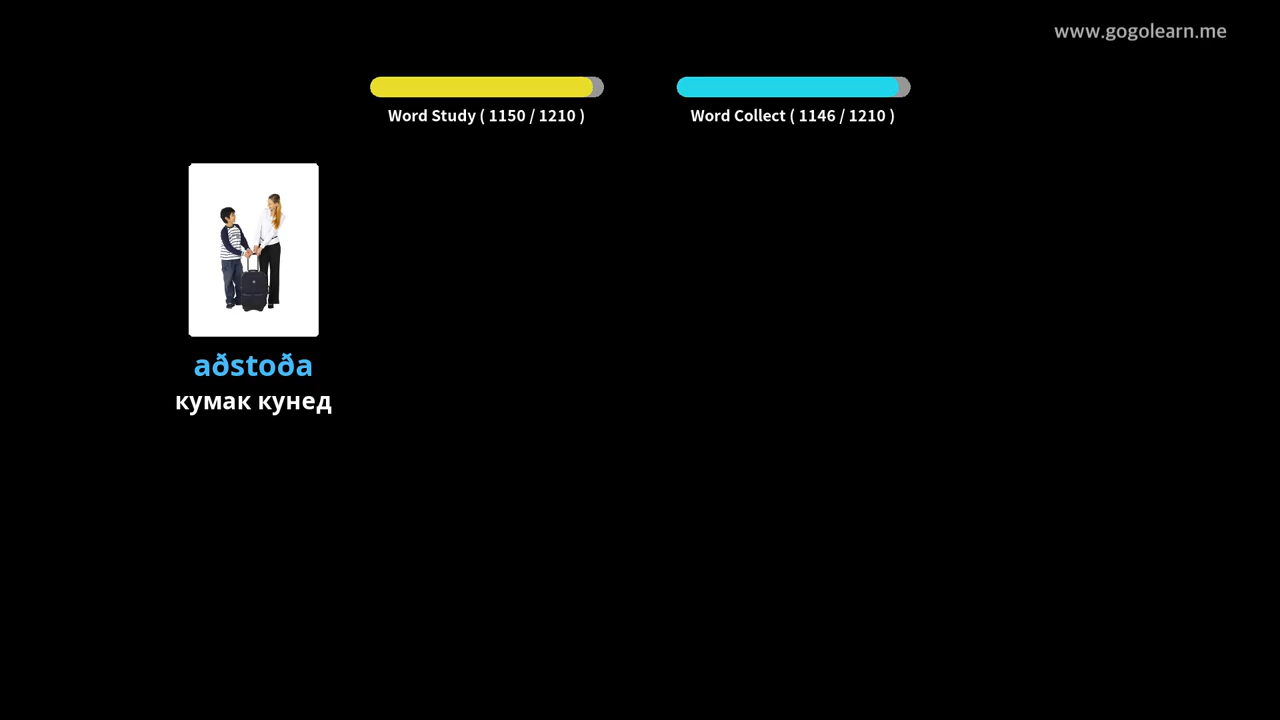 www.gogolearn.me
Word Study ( 1150 / 1210 )
Word Collect ( 1146 / 1210 )
aðstoða
кумак кунед